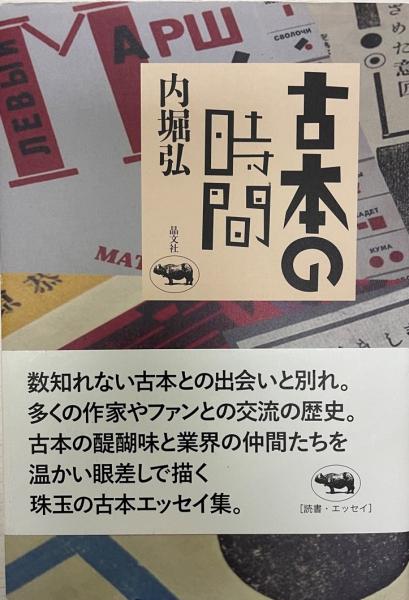 ЛЕВЫЙ
МАРШ
СВОЛОЧИ
ざめた
意匠
古本の
時間
内堀弘
晶文社
МАТ
ДЕТ
КУМА
恭
数知れない古本との出会いと別れ。
多くの作家やファンとの交流の歴史。
古本の醍醐味と業界の仲間たちを
温かい眼差しで描く
珠玉の古本エッセイ集。
[読書・エッセイ]